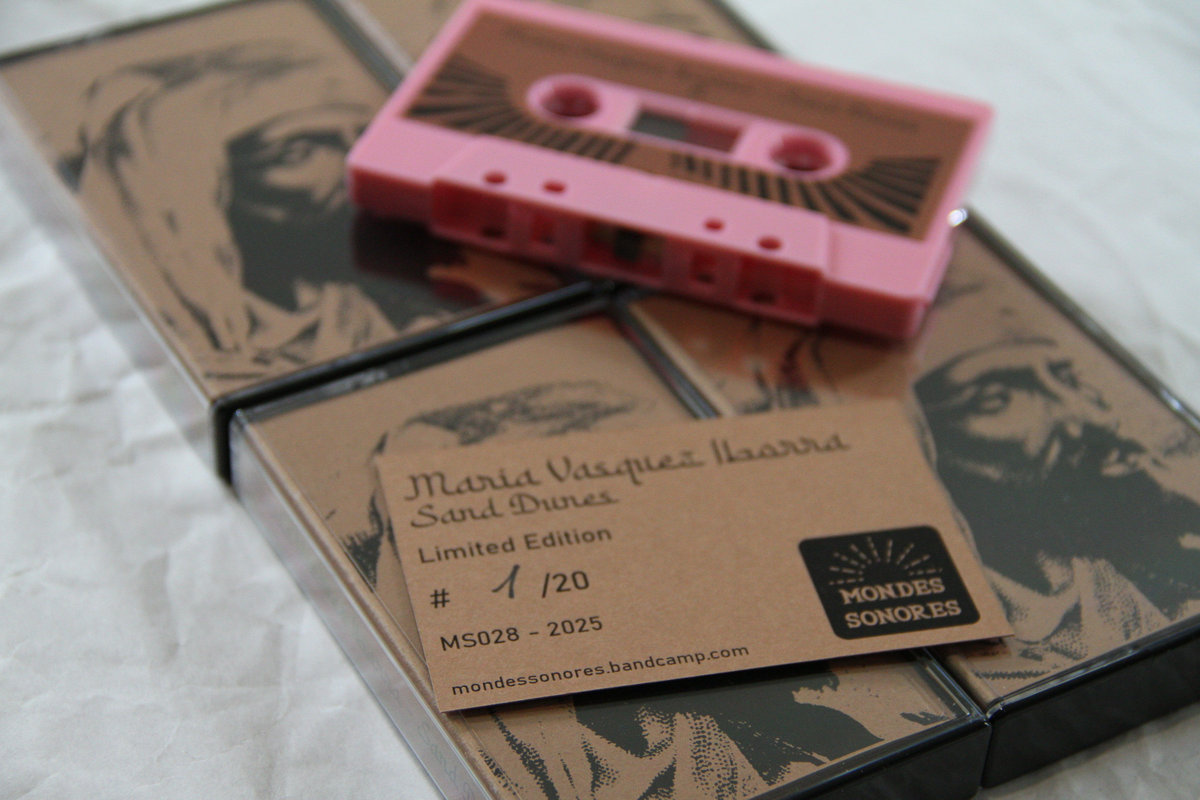 Maria Vasquez Ibarra
Sand Dunes
Limited Edition
# 1 /20
MS028 - 2025
mondessonores.bandcamp.com
MONDES
SONORES